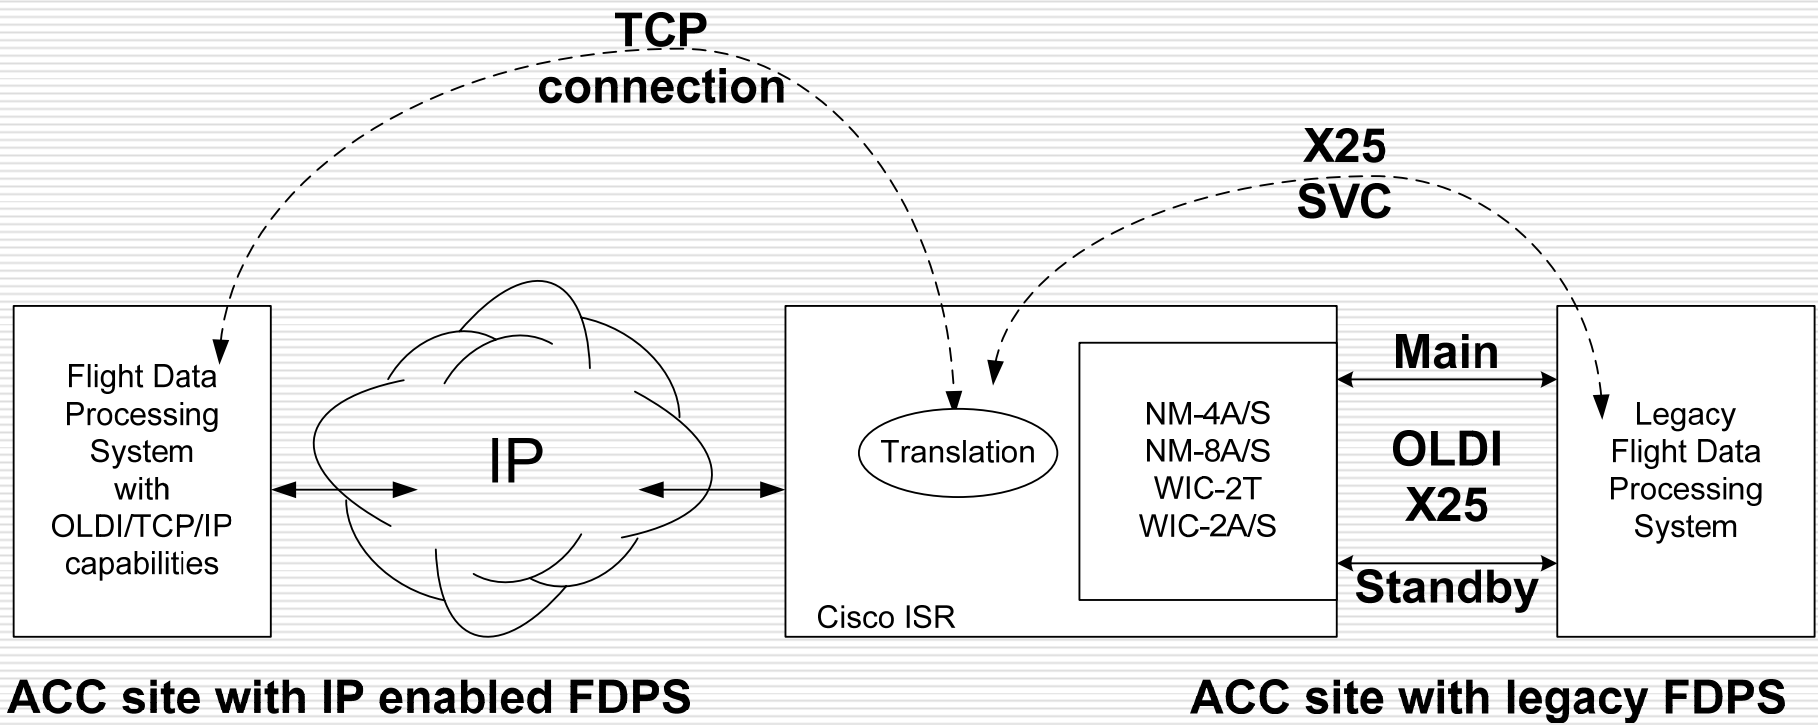 TCP
connection
X25
SVC
Flight Data
Processing
System
with
OLDI/TCP/IP
capabilities
IP
Translation
NM-4A/S
NM-8A/S
WIC-2T
WIC-2A/S
Cisco ISR
Main
OLDI
X25
Standby
Legacy
Flight Data
Processing
System
ACC site with IP enabled FDPS
ACC site with legacy FDPS